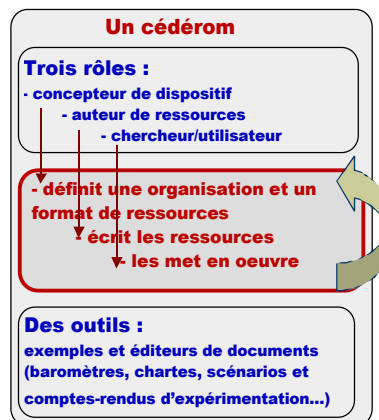 Un cédérom
Trois rôles :
- concepteur de dispositif
- auteur de ressources
- chercheur/utilisateur
- définit une organisation et un
format de ressources
- écrit les ressources
- les met en oeuvre
Des outils :
exemples et éditeurs de documents
(baromètres, chartes, scénarios et
comptes-rendus d'expérimentation...)